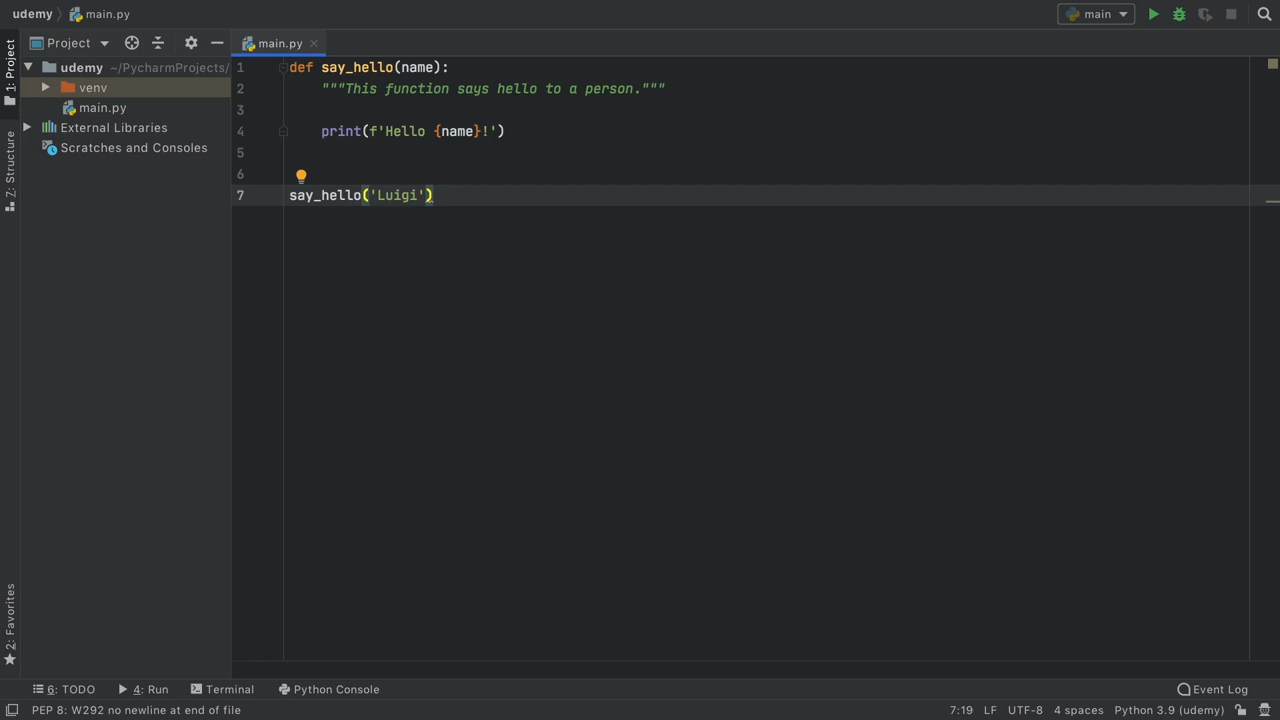 udemy main.py
main
Project
main.py
1: Project
udemy ~/PycharmProjects/
venv
main.py
External Libraries
Scratches and Consoles
Z: Structure
2: Favorites
1 def say_hello(name):
2 """This function says hello to a person."""
3
4 print(f'Hello {name}!')
5
6
7 say_hello('Luigi')
6: TODO 4: Run Terminal Python Console Event Log
PEP 8: W292 no newline at end of file 7:19 LF UTF-8 4 spaces Python 3.9 (udemy)